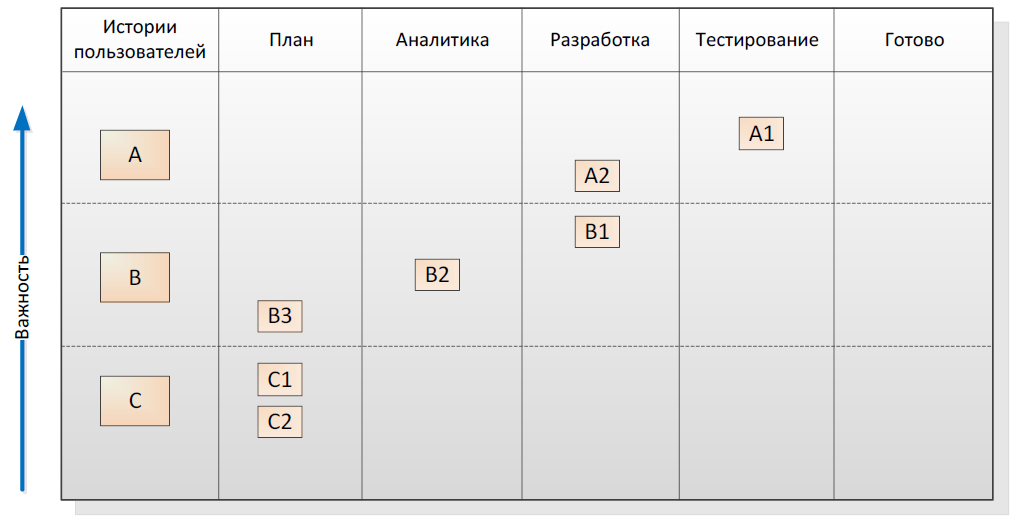 Истории
пользователей
План
Аналитика
Разработка
Тестирование
Готово
Важность
A
A1
A2
B
B1
B2
B3
C
C1
C2